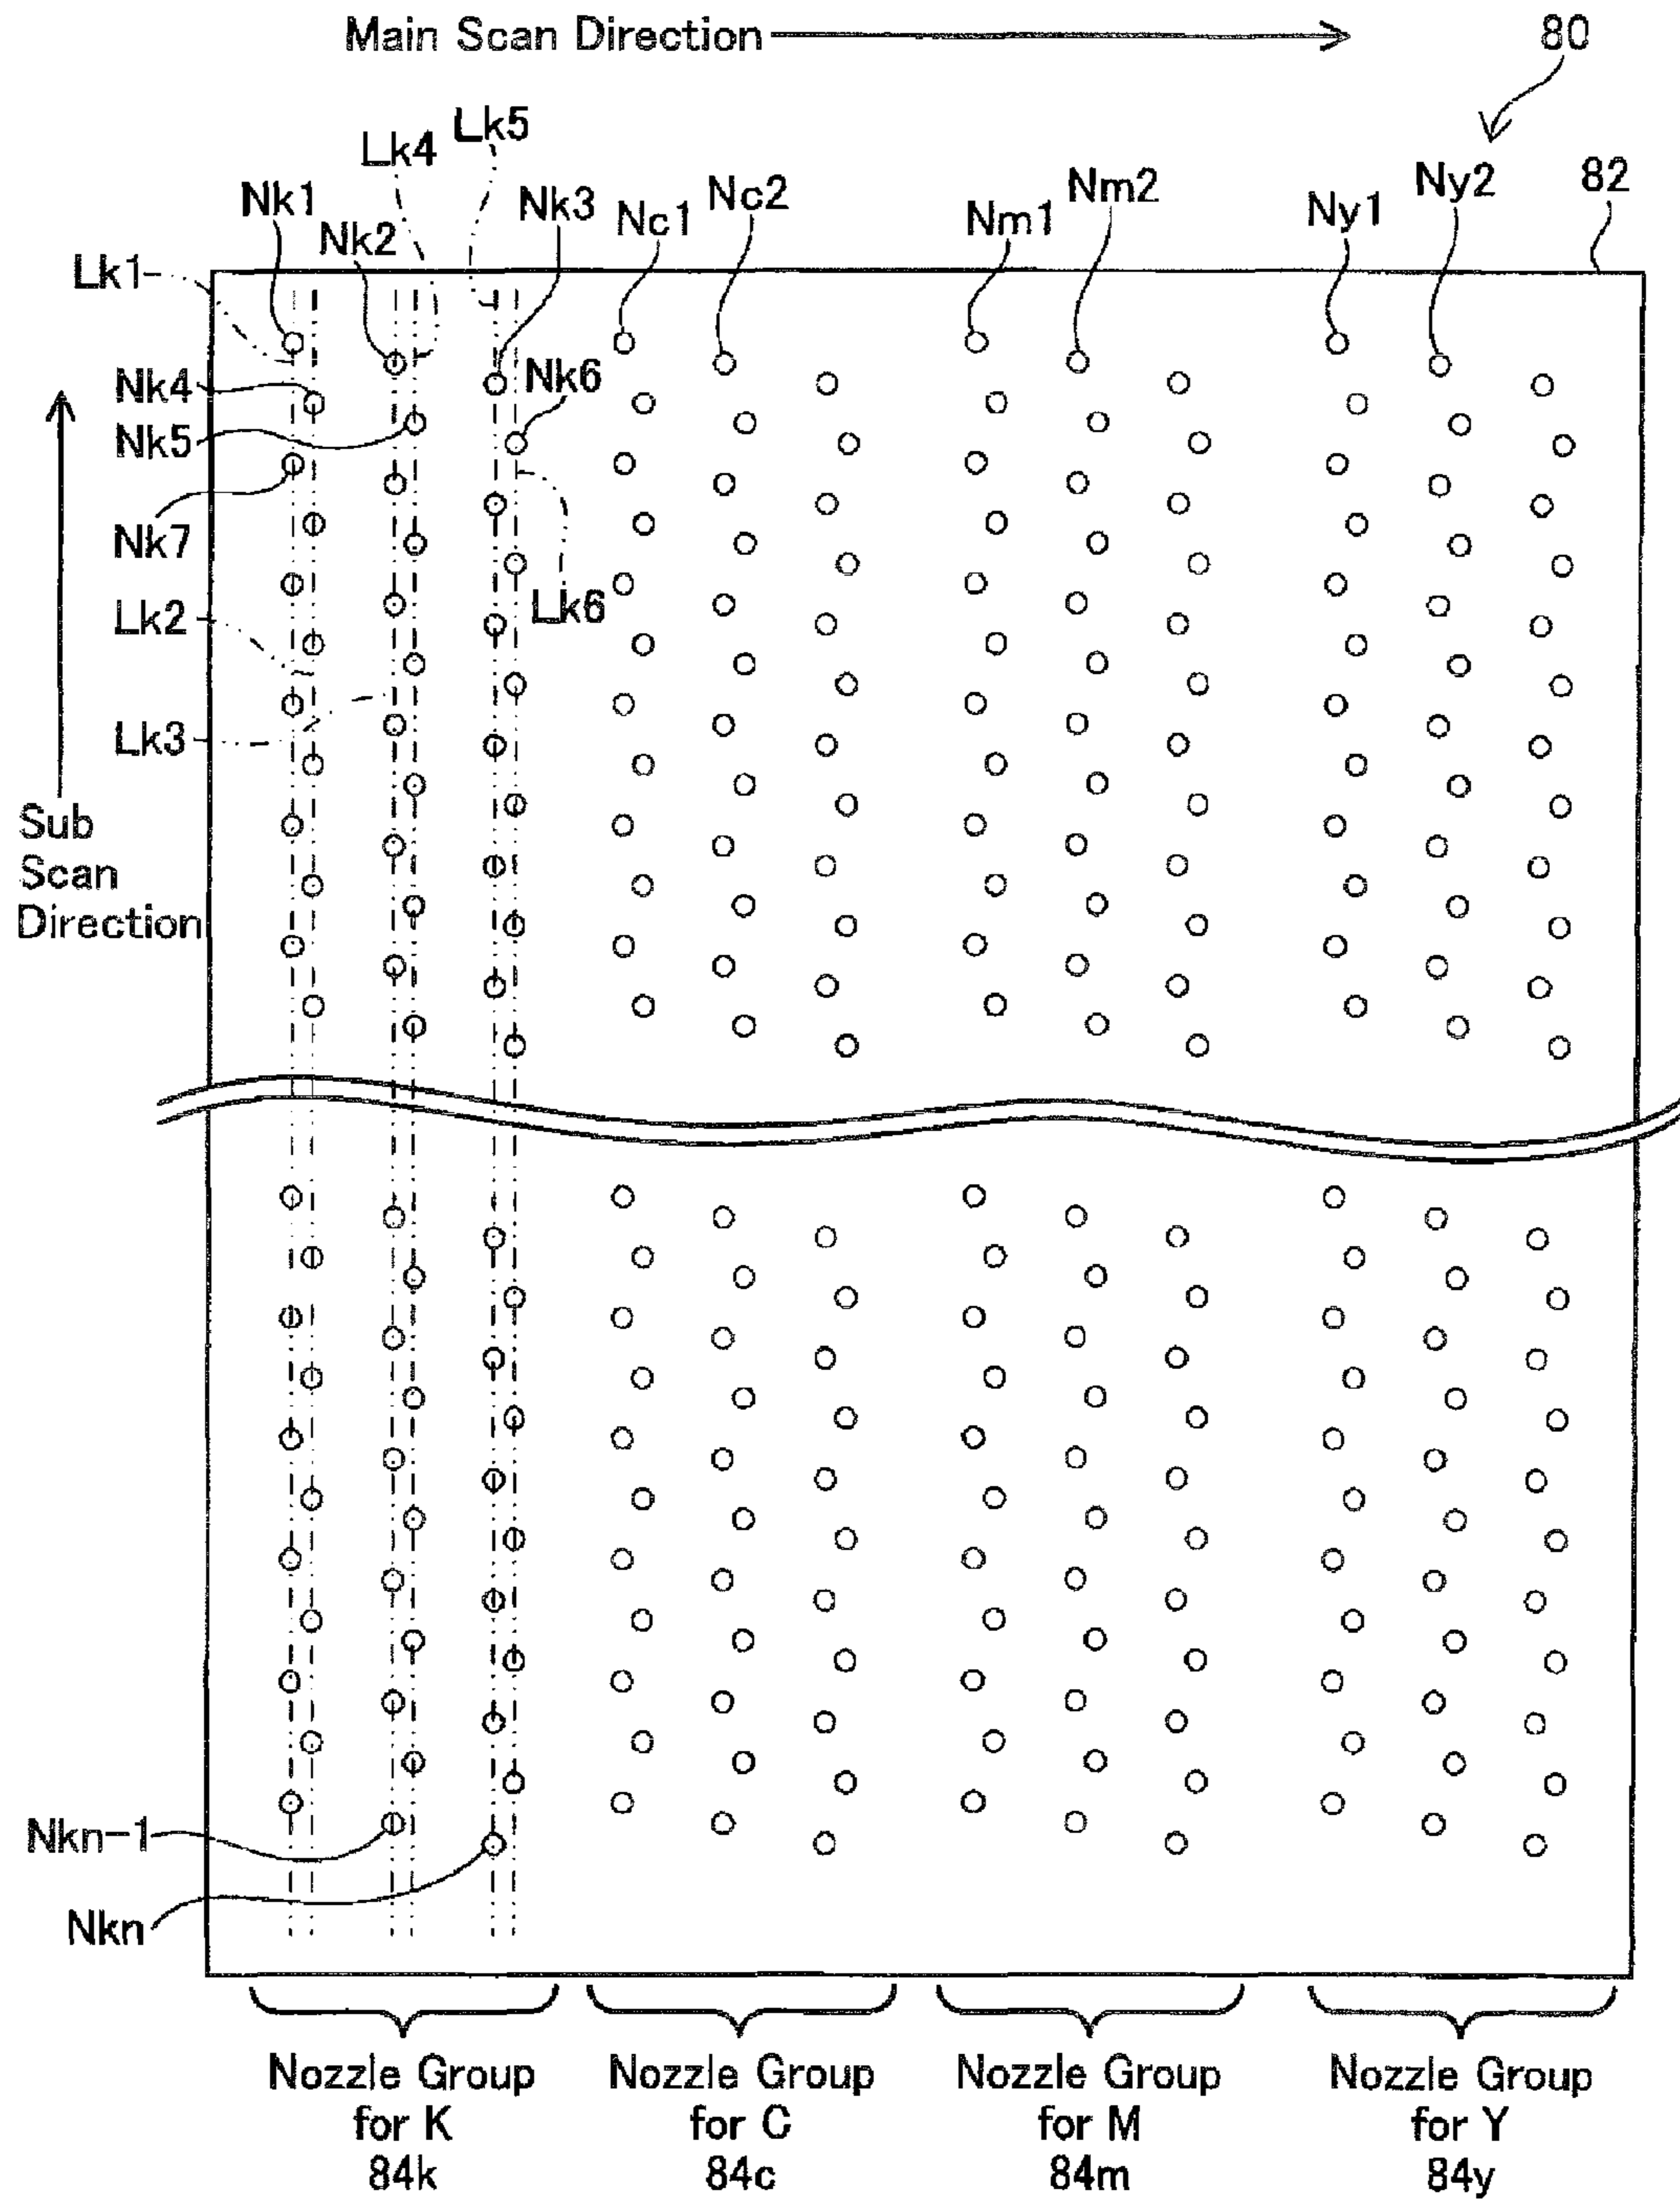 Main Scan Direction
80
Lk5
Lk4
Nk1
Nk2
Nk3
Nc1
Nc2
Nm1
Nm2
Ny1
Ny2
82
Lk1
Nk4
Nk5
Nk6
Nk7
Lk2
Lk6
Lk3
Sub
Scan
Direction
Nkn-1
Nkn
Nozzle Group
for K
84k
Nozzle Group
for C
84c
Nozzle Group
for M
84m
Nozzle Group
for Y
84y